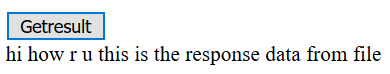 Getresult
hi how r u this is the response data from file